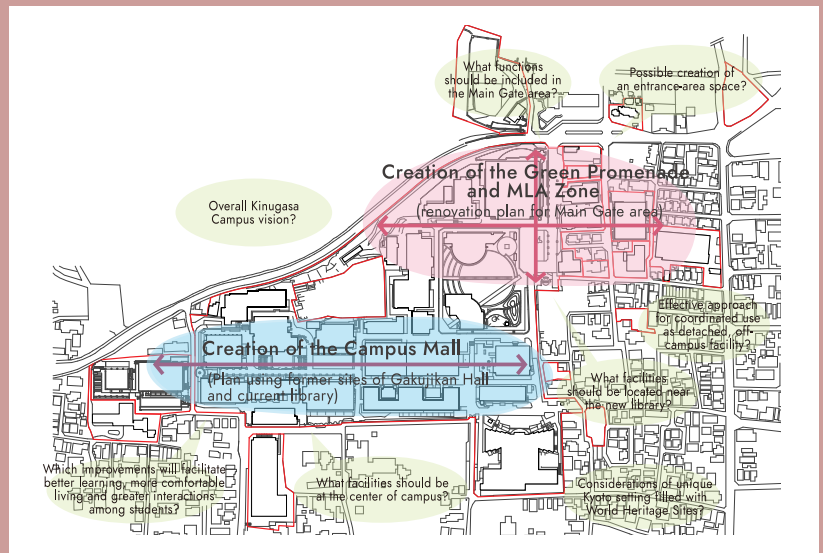 What functions
should be included in
the Main Gate area?
Possible creation of
an entrance-area space?
Creation of the Green Promenade
and MLA Zone
(renovation plan for Main Gate area)
Overall Kinugasa
Campus vision?
Effective approach
for coordinated use
as detached, off-
campus facility?
Creation of the Campus Mall
(Plan using former sites of Gakujikan Hall
and current library)
What facilities
should be located near
the new library?
Which improvements will facilitate
better learning, more comfortable
living and greater interactions
among students?
What facilities should be
at the center of campus?
Considerations of unique
Kyoto setting filled with
World Heritage Sites?